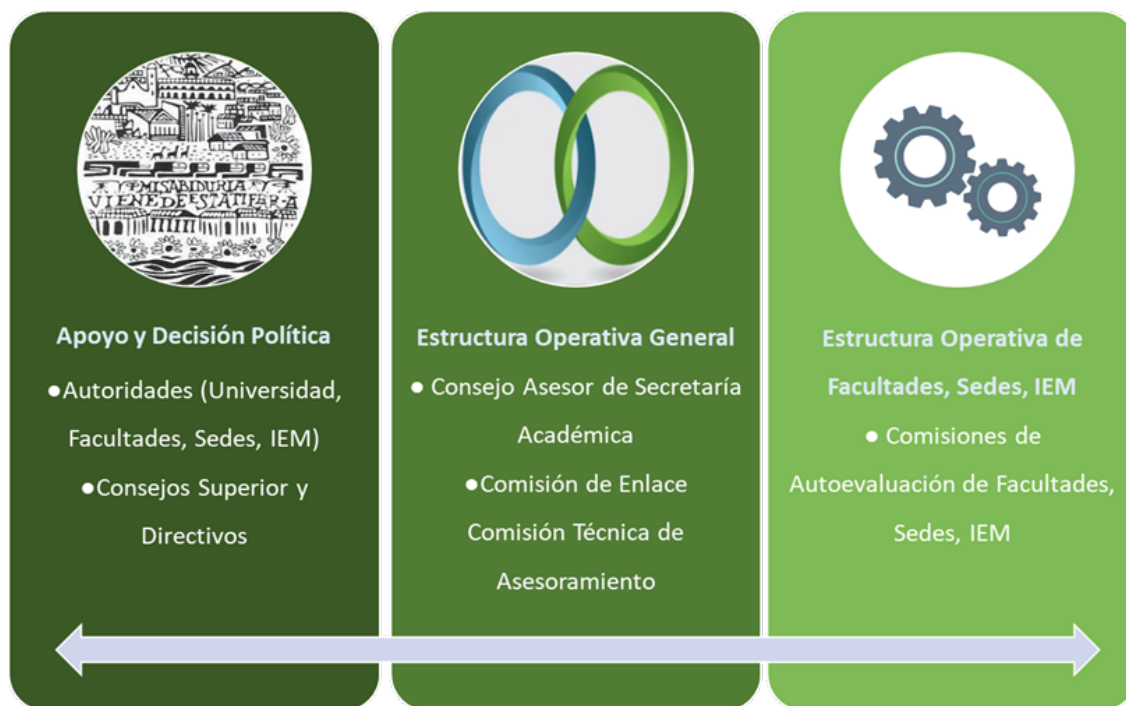 MI SABIDURIA
VIENE DE ESTA TIERRA
Apoyo y Decisión Política
●Autoridades (Universidad,
Facultades, Sedes, IEM)
●Consejos Superior y
Directivos
Estructura Operativa General
● Consejo Asesor de Secretaría
Académica
●Comisión de Enlace
Comisión Técnica de
Asesoramiento
Estructura Operativa de
Facultades, Sedes, IEM
● Comisiones de
Autoevaluación de Facultades,
Sedes, IEM